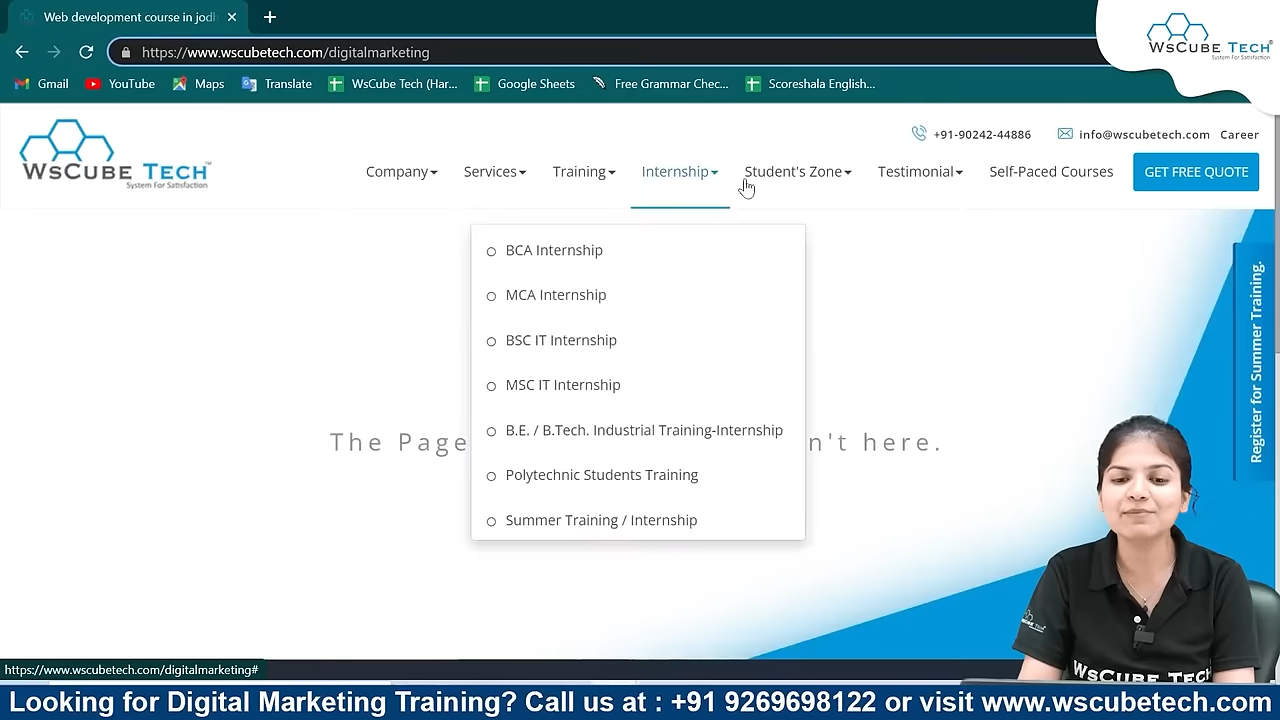 Web development course in jodh
https://www.wscubetech.com/digitalmarketing
WSCUBE TECH
System For Satisfaction
Gmail YouTube Maps Translate WsCube Tech (Har... Google Sheets Free Grammar Chec... Scoreshala English...
+91-90242-44886 info@wscubetech.com Career
WSCUBE TECH™
System For Satisfaction
Company Services Training Internship Student's Zone Testimonial Self-Paced Courses GET FREE QUOTE
BCA Internship
MCA Internship
BSC IT Internship
MSC IT Internship
B.E. / B.Tech. Industrial Training-Internship
Polytechnic Students Training
Summer Training / Internship
The Page n't here.
Register for Summer Training.
WSCUBE TECH
https://www.wscubetech.com/digitalmarketing#
Looking for Digital Marketing Training? Call us at : +91 9269698122 or visit www.wscubetech.com